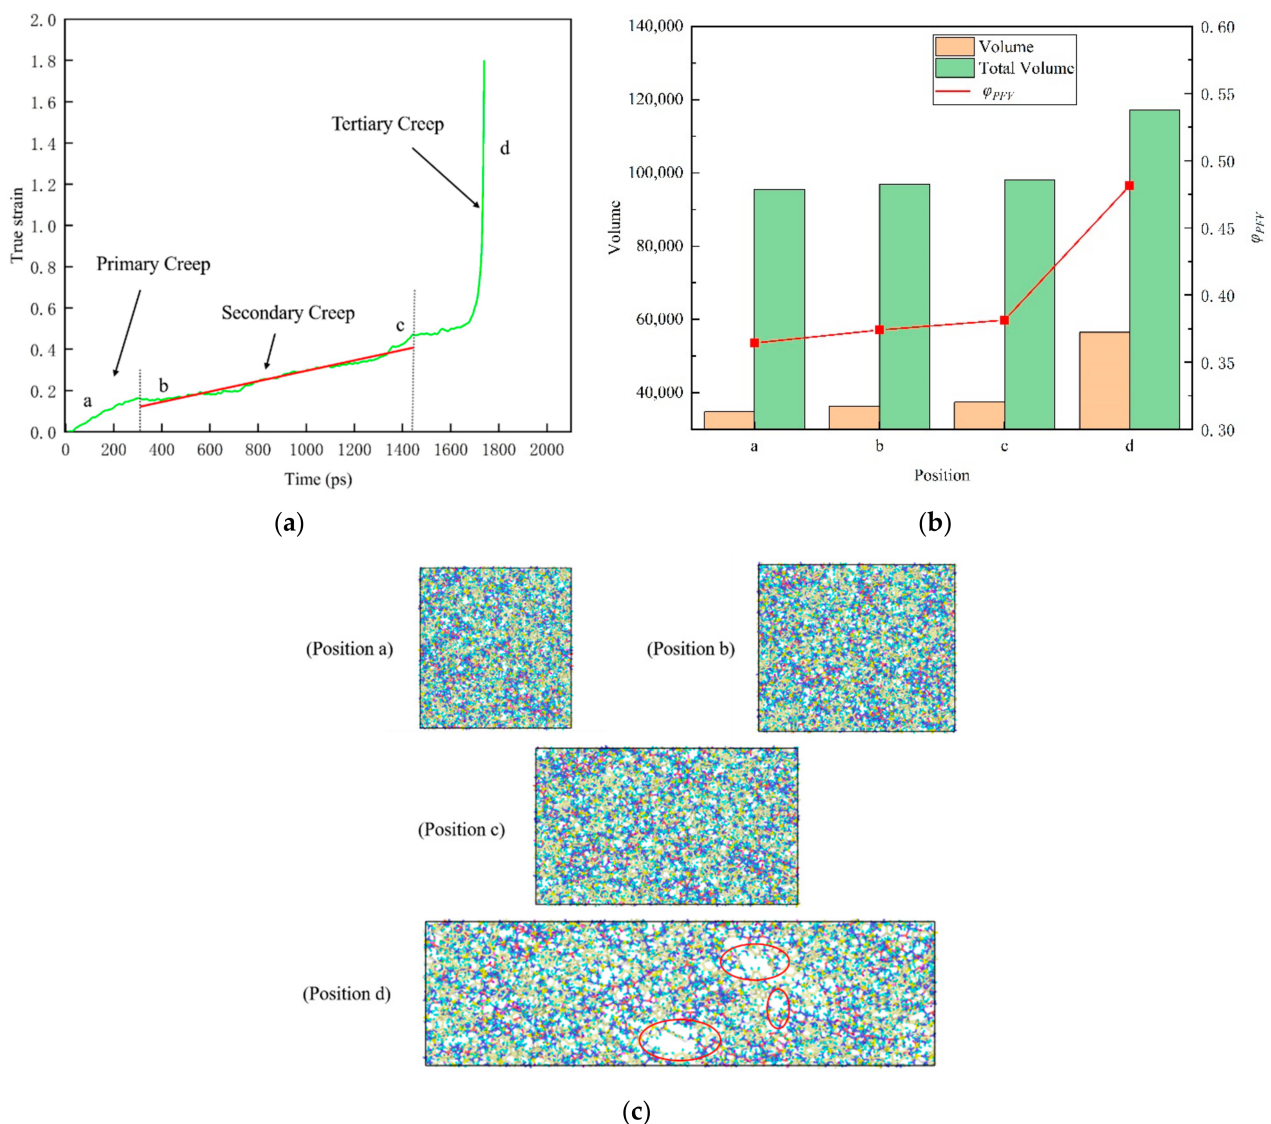 2.0
1.8
1.6
1.4
1.2
1.0
0.8
0.6
0.4
0.2
0.0
True strain
0 200 400 600 800 1000 1200 1400 1600 1800 2000
Time (ps)
Tertiary Creep
d
Primary Creep
Secondary Creep
c
b
a
(a)
140,000
120,000
100,000
80,000
60,000
40,000
Volume
Volume
Total Volume
φPFV
0.60
0.55
0.50
0.45
0.40
0.35
0.30
φPFV
a b c d
Position
(b)
(Position a)
(Position b)
(Position c)
(Position d)
(c)